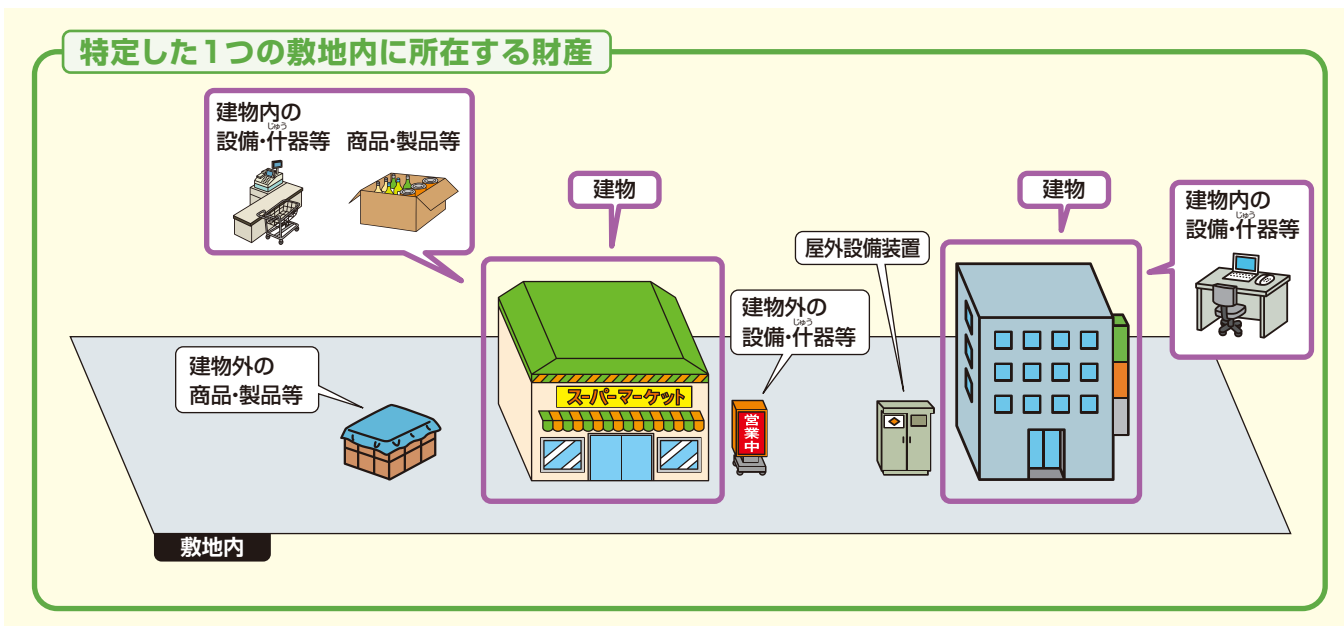 特定した1つの敷地内に所在する財産
建物内の
設備・什器等
じゅう
商品・製品等
建物
建物
建物内の
設備・什器等
じゅう
屋外設備装置
建物外の
設備・什器等
じゅう
建物外の
商品・製品等
スーパーマーケット
営業中
敷地内